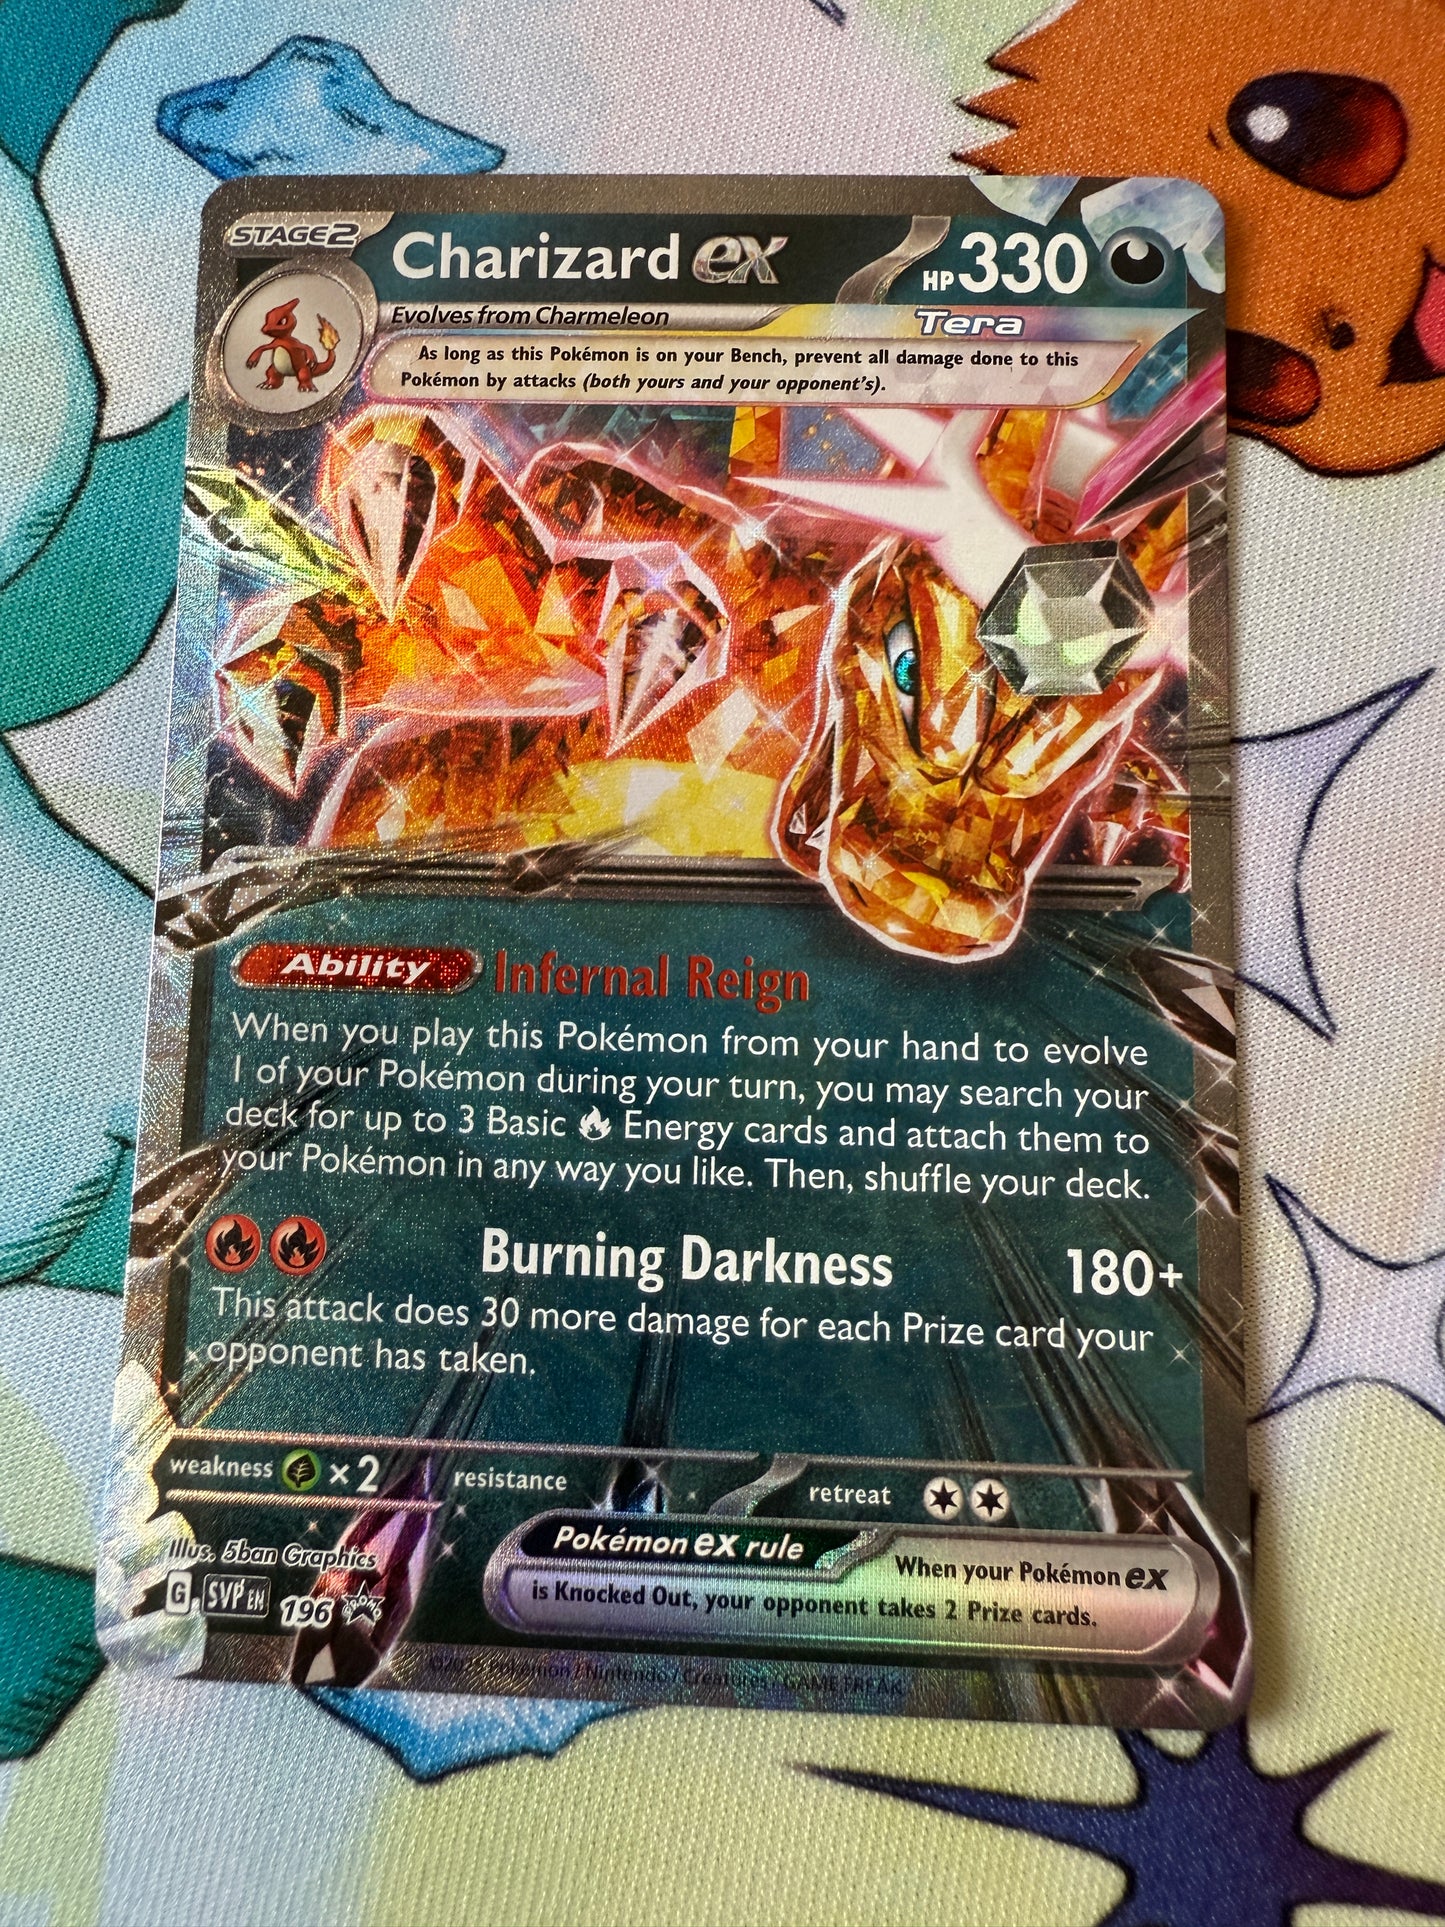 STAGE2 Charizard ex HP 330
Evolves from Charmeleon Tera
As long as this Pokémon is on your Bench, prevent all damage done to this
Pokémon by attacks (both yours and your opponent's).
Ability Infernal Reign
When you play this Pokémon from your hand to evolve
1 of your Pokémon during your turn, you may search your
deck for up to 3 Basic Energy cards and attach them to
your Pokémon in any way you like. Then, shuffle your deck.
Burning Darkness 180+
This attack does 30 more damage for each Prize card your
opponent has taken.
weakness ×2 resistance retreat
Illus. 5ban Graphics
G SVP EN 196 PROMO
Pokémon ex rule When your Pokémon ex
is Knocked Out, your opponent takes 2 Prize cards.
Pokémon / Nintendo / Creatures / GAME FREAK